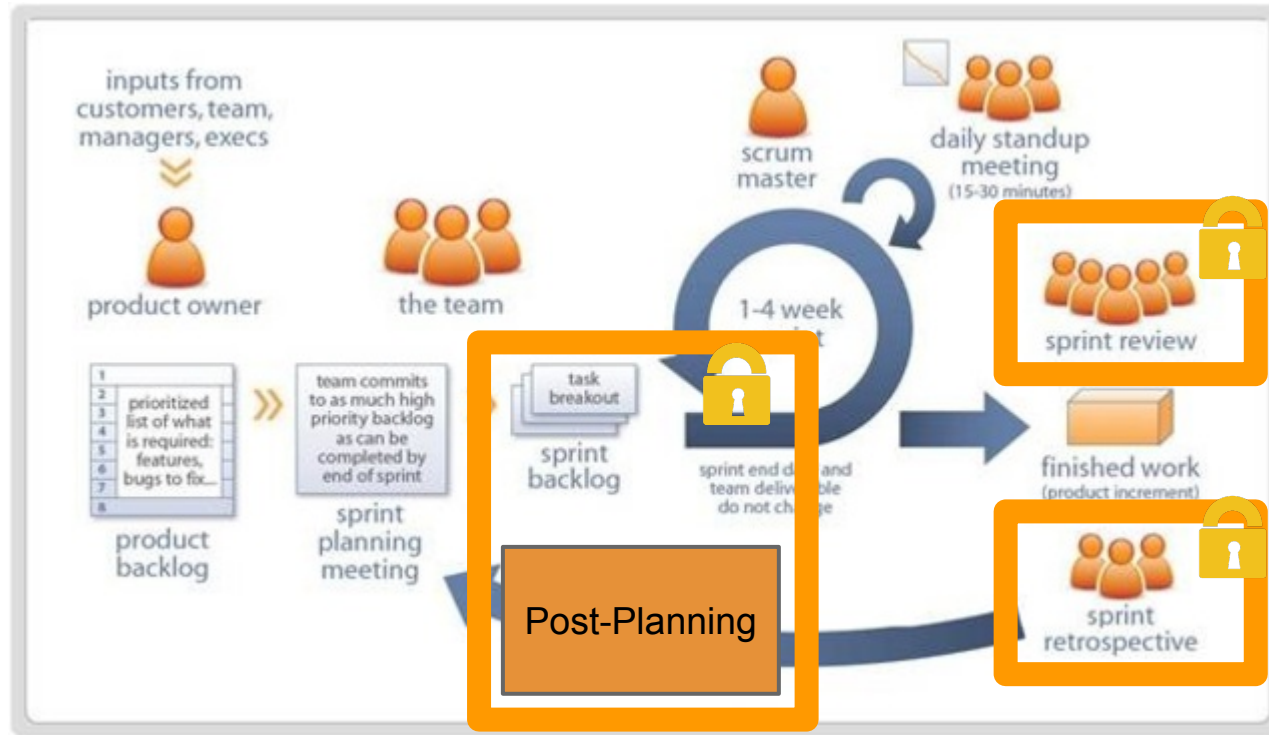 inputs from
customers, team,
managers, execs
product owner
the team
scrum
master
daily standup
meeting
(15-30 minutes)
1-4 week
sprint review
1
2
3
4
5
6
7
8
prioritized
list of what
is required:
features,
bugs to fix...
product
backlog
team commits
to as much high
priority backlog
as can be
completed by
end of sprint
sprint
planning
meeting
task
breakout
sprint
backlog
sprint end and
team
do not
finished work
(product increment)
Post-Planning
sprint
retrospective